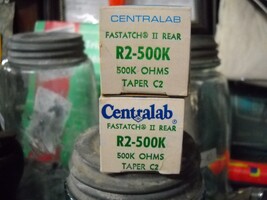 CENTRALAB
FASTATCH® II REAR
R2-500K
500K OHMS
TAPER C2
Centralab®
FASTATCH® II REAR
R2-500K
500K OHMS
TAPER C2